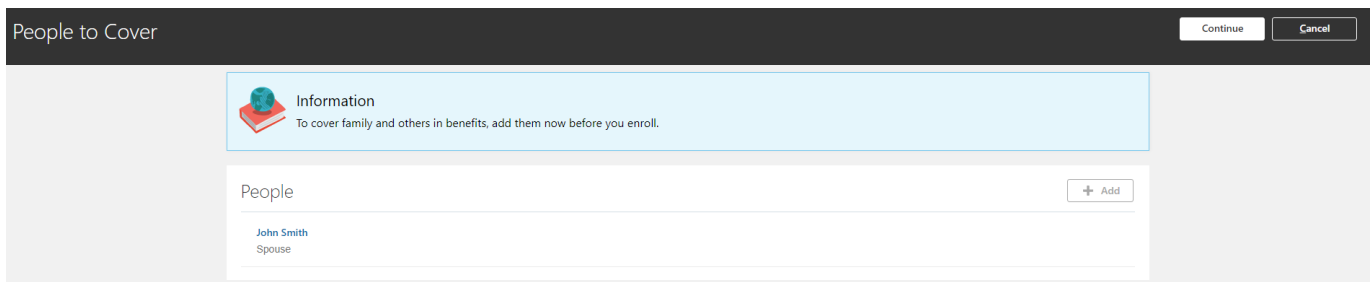 People to Cover
Continue
Cancel
Information
To cover family and others in benefits, add them now before you enroll.
People
+ Add
John Smith
Spouse